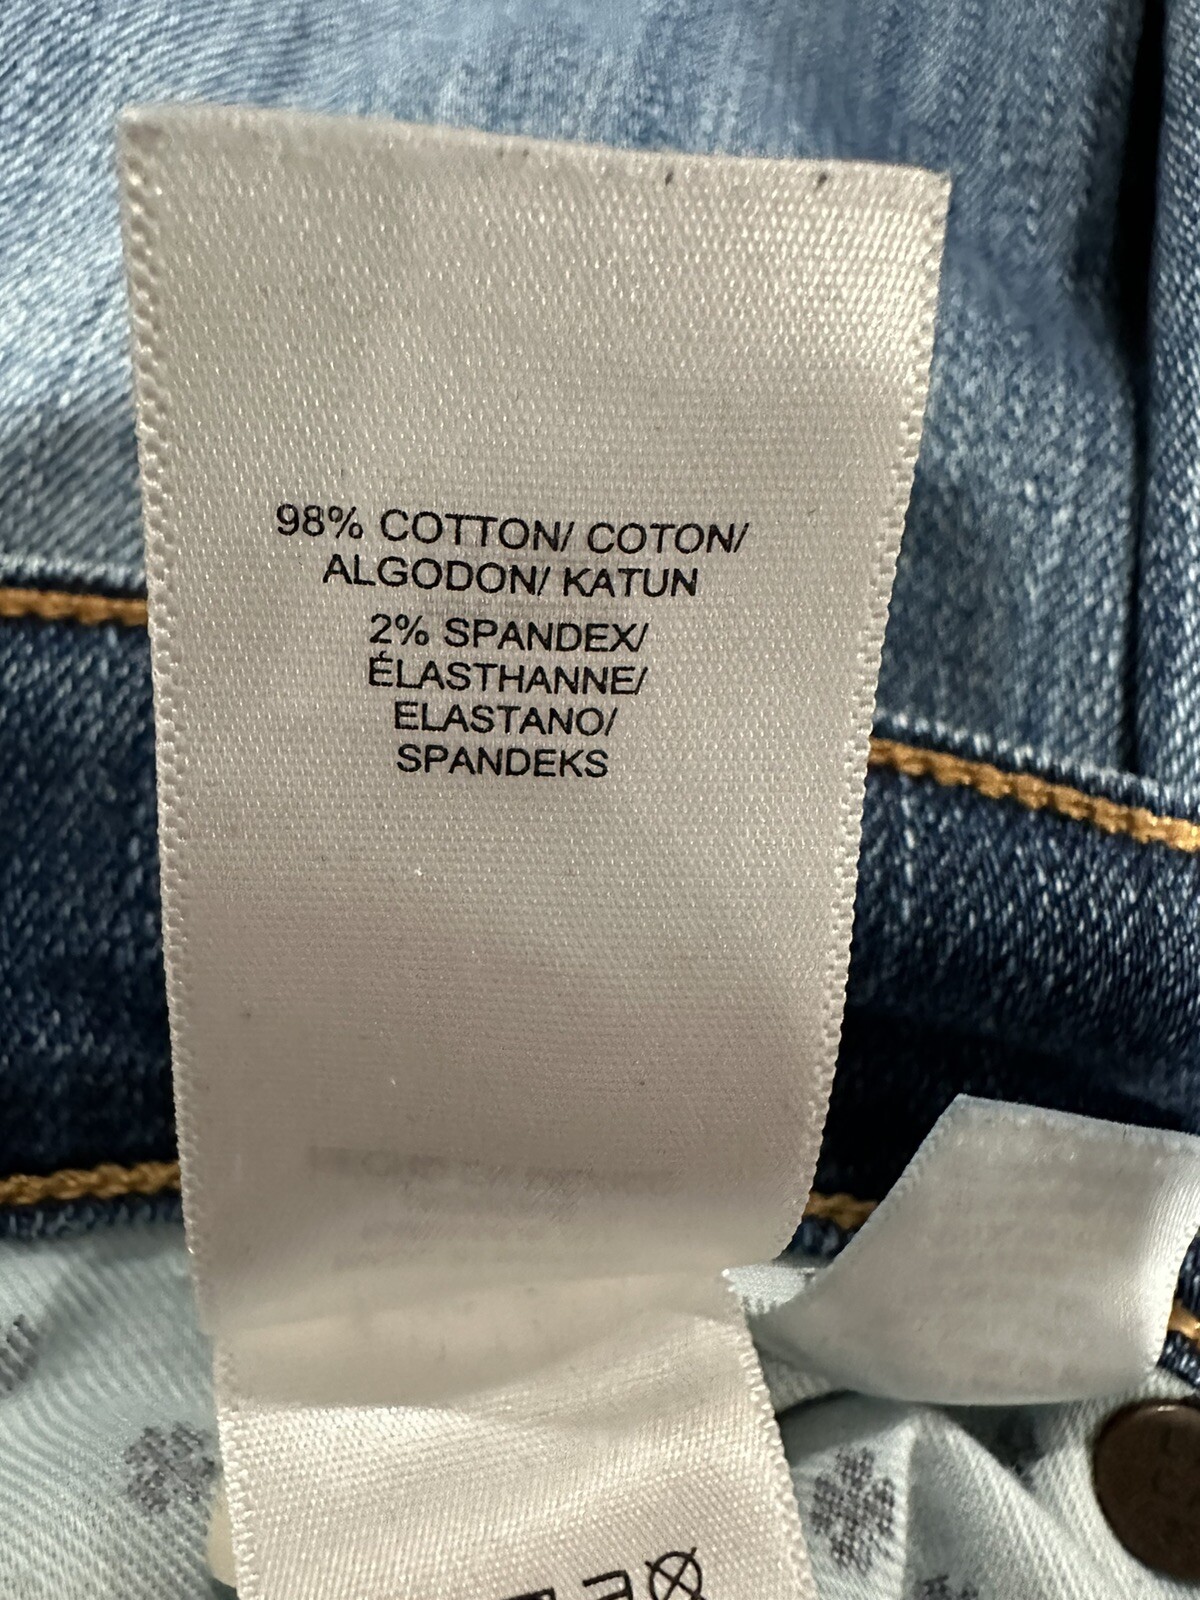 98% COTTON/ COTON/
ALGODON/ KATUN
2% SPANDEX/
ÉLASTHANNE/
ELASTANO/
SPANDEKS